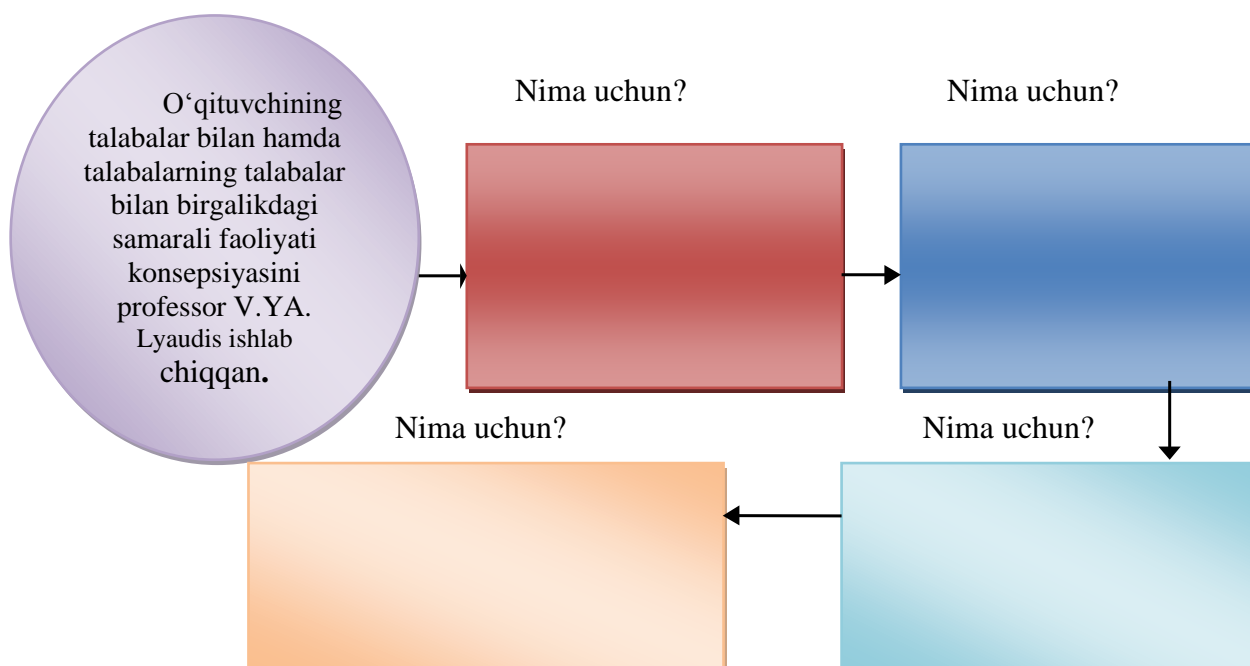 O‘qituvchining
talabalar bilan hamda
talabalarning talabalar
bilan birgalikdagi
samarali faoliyati
konsepsiyasini
professor V.YA.
Lyaudis ishlab
chiqqan.
Nima uchun?
Nima uchun?
Nima uchun?
Nima uchun?